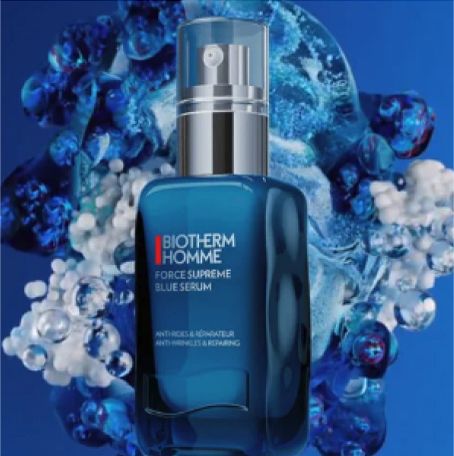 BIOTHERM
HOMME
FORCE SUPREME
BLUE SERUM
ANTI-RIDES & RÉPARATEUR
ANTI-WRINKLES & REPAIRING